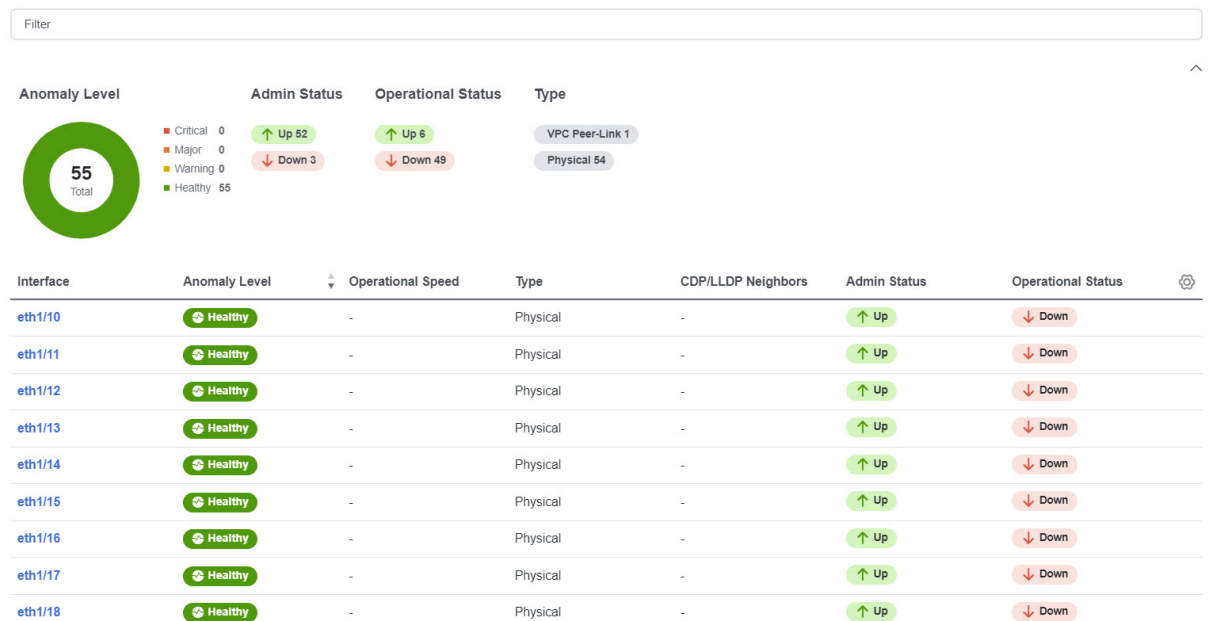 Filter
Anomaly Level Admin Status Operational Status Type
55
Total
Critical 0
Major 0
Warning 0
Healthy 55
Up 52
Down 3
Up 6
Down 49
VPC Peer-Link 1
Physical 54
Interface Anomaly Level Operational Speed Type CDP/LLDP Neighbors Admin Status Operational Status
eth1/10 Healthy - Physical - Up Down
eth1/11 Healthy - Physical - Up Down
eth1/12 Healthy - Physical - Up Down
eth1/13 Healthy - Physical - Up Down
eth1/14 Healthy - Physical - Up Down
eth1/15 Healthy - Physical - Up Down
eth1/16 Healthy - Physical - Up Down
eth1/17 Healthy - Physical - Up Down
eth1/18 Healthy - Physical - Up Down